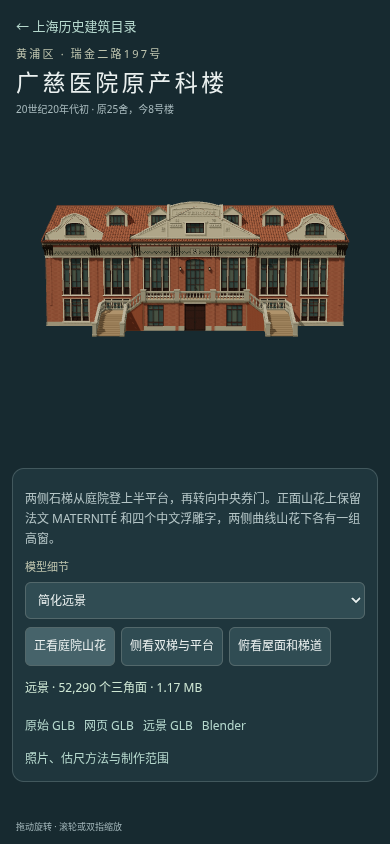 ← 上海历史建筑目录
黄浦区 · 瑞金二路197号
广慈医院原产科楼
20世纪20年代初 · 原25舍，今8号楼
MATERNITÉ
两侧石梯从庭院登上半平台，再转向中央券门。正面山花上保留
法文 MATERNITÉ 和四个中文浮雕字，两侧曲线山花下各有一组
高窗。
模型细节
简化远景
正看庭院山花 侧看双梯与平台 俯看屋面和梯道
远景 · 52,290 个三角面 · 1.17 MB
原始 GLB 网页 GLB 远景 GLB Blender
照片、估尺方法与制作范围
拖动旋转 · 滚轮或双指缩放